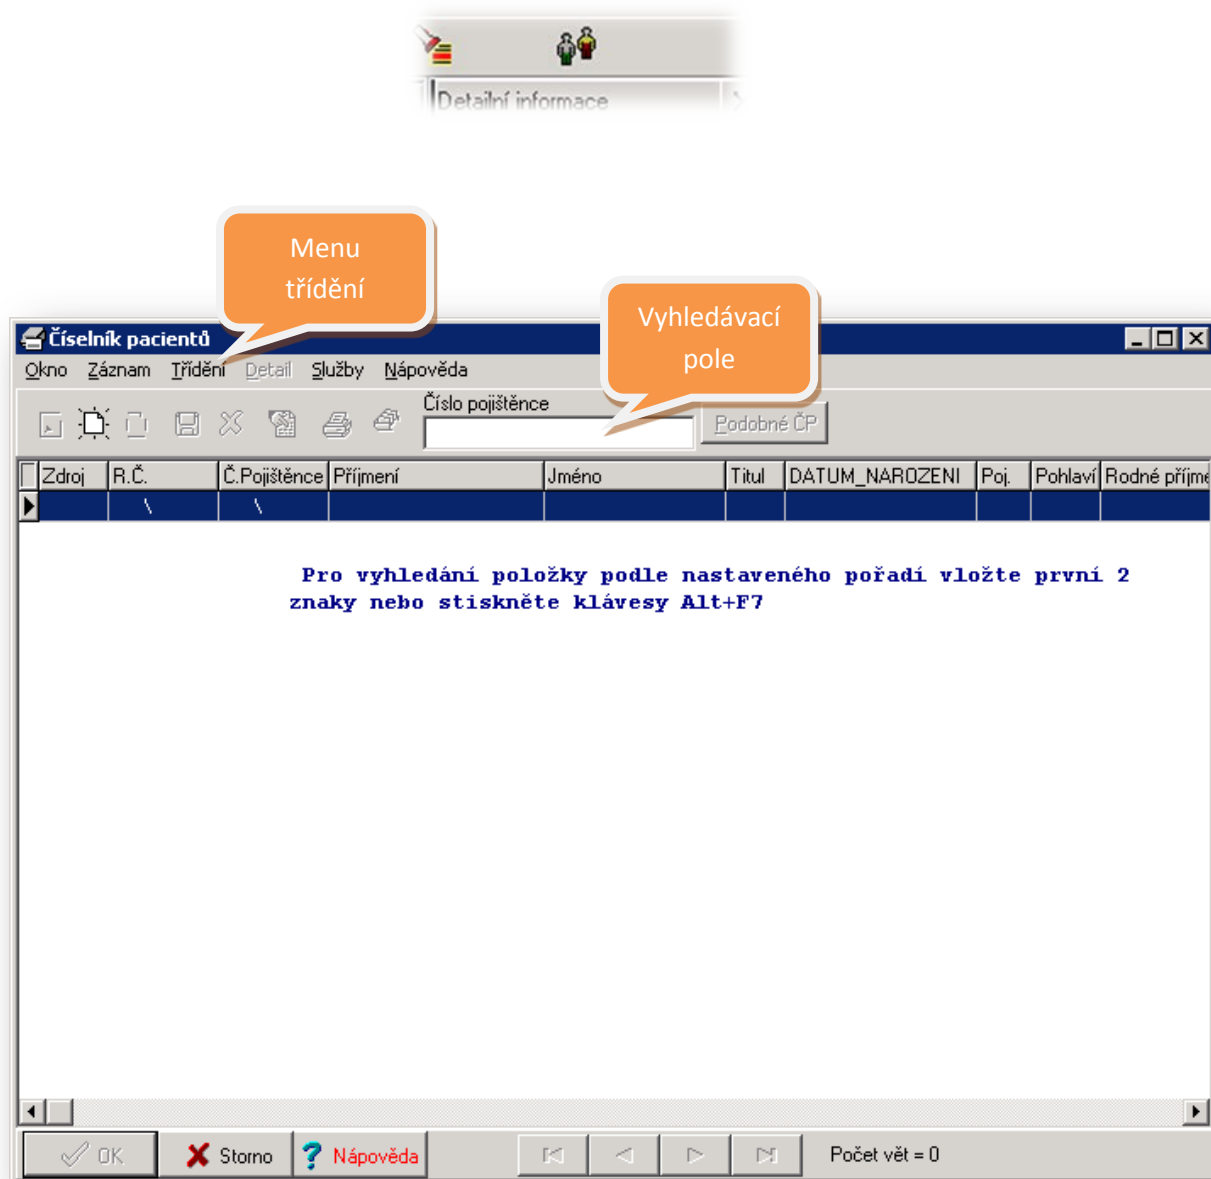 Detailní informace
Menu
třídění
Vyhledávací
pole
Číselník pacientů
Okno Záznam Třídění Detail Služby Nápověda
Číslo pojištěnce
Podobné ČP
Zdroj R.Č. Č.Pojištěnce Příjmení Jméno Titul DATUM_NAROZENI Poj. Pohlaví Rodné příjme
\ \
Pro vyhledání položky podle nastaveného pořadí vložte první 2
znaky nebo stiskněte klávesy Alt+F7
OK Storno ? Nápověda Počet vět = 0